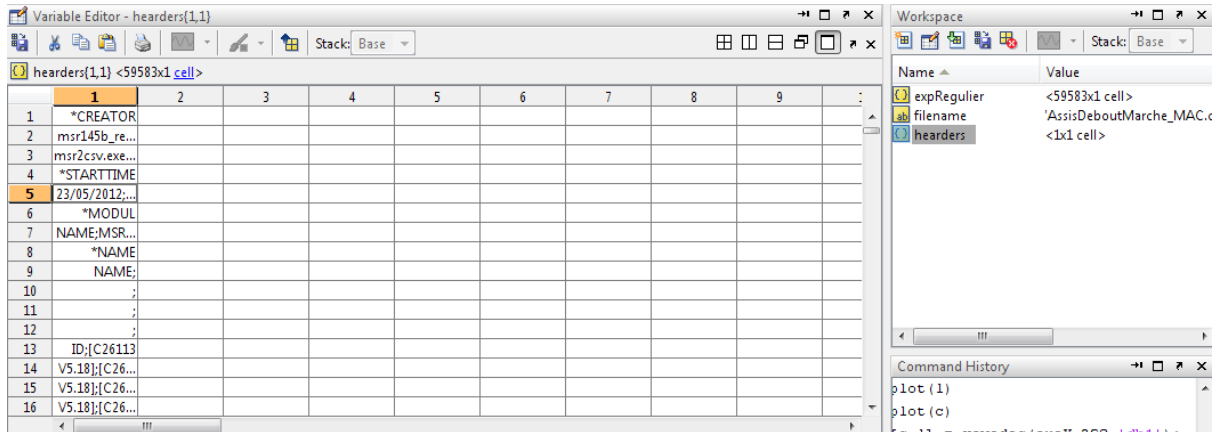 Variable Editor - hearders{1,1}
Stack: Base
hearders{1,1} <59583x1 cell>
1 2 3 4 5 6 7 8 9
1 *CREATOR
2 msr145b_re...
3 msr2csv.exe...
4 *STARTTIME
5 23/05/2012;...
6 *MODUL
7 NAME;MSR...
8 *NAME
9 NAME;
10 ;
11 ;
12 ;
13 ID;[C26113
14 V5.18];[C26...
15 V5.18];[C26...
16 V5.18];[C26...
Workspace
Stack: Base
Name Value
expRegulier <59583x1 cell>
filename 'AssisDeboutMarche_MAC.c
hearders <1x1 cell>
Command History
plot(1)
plot(c)